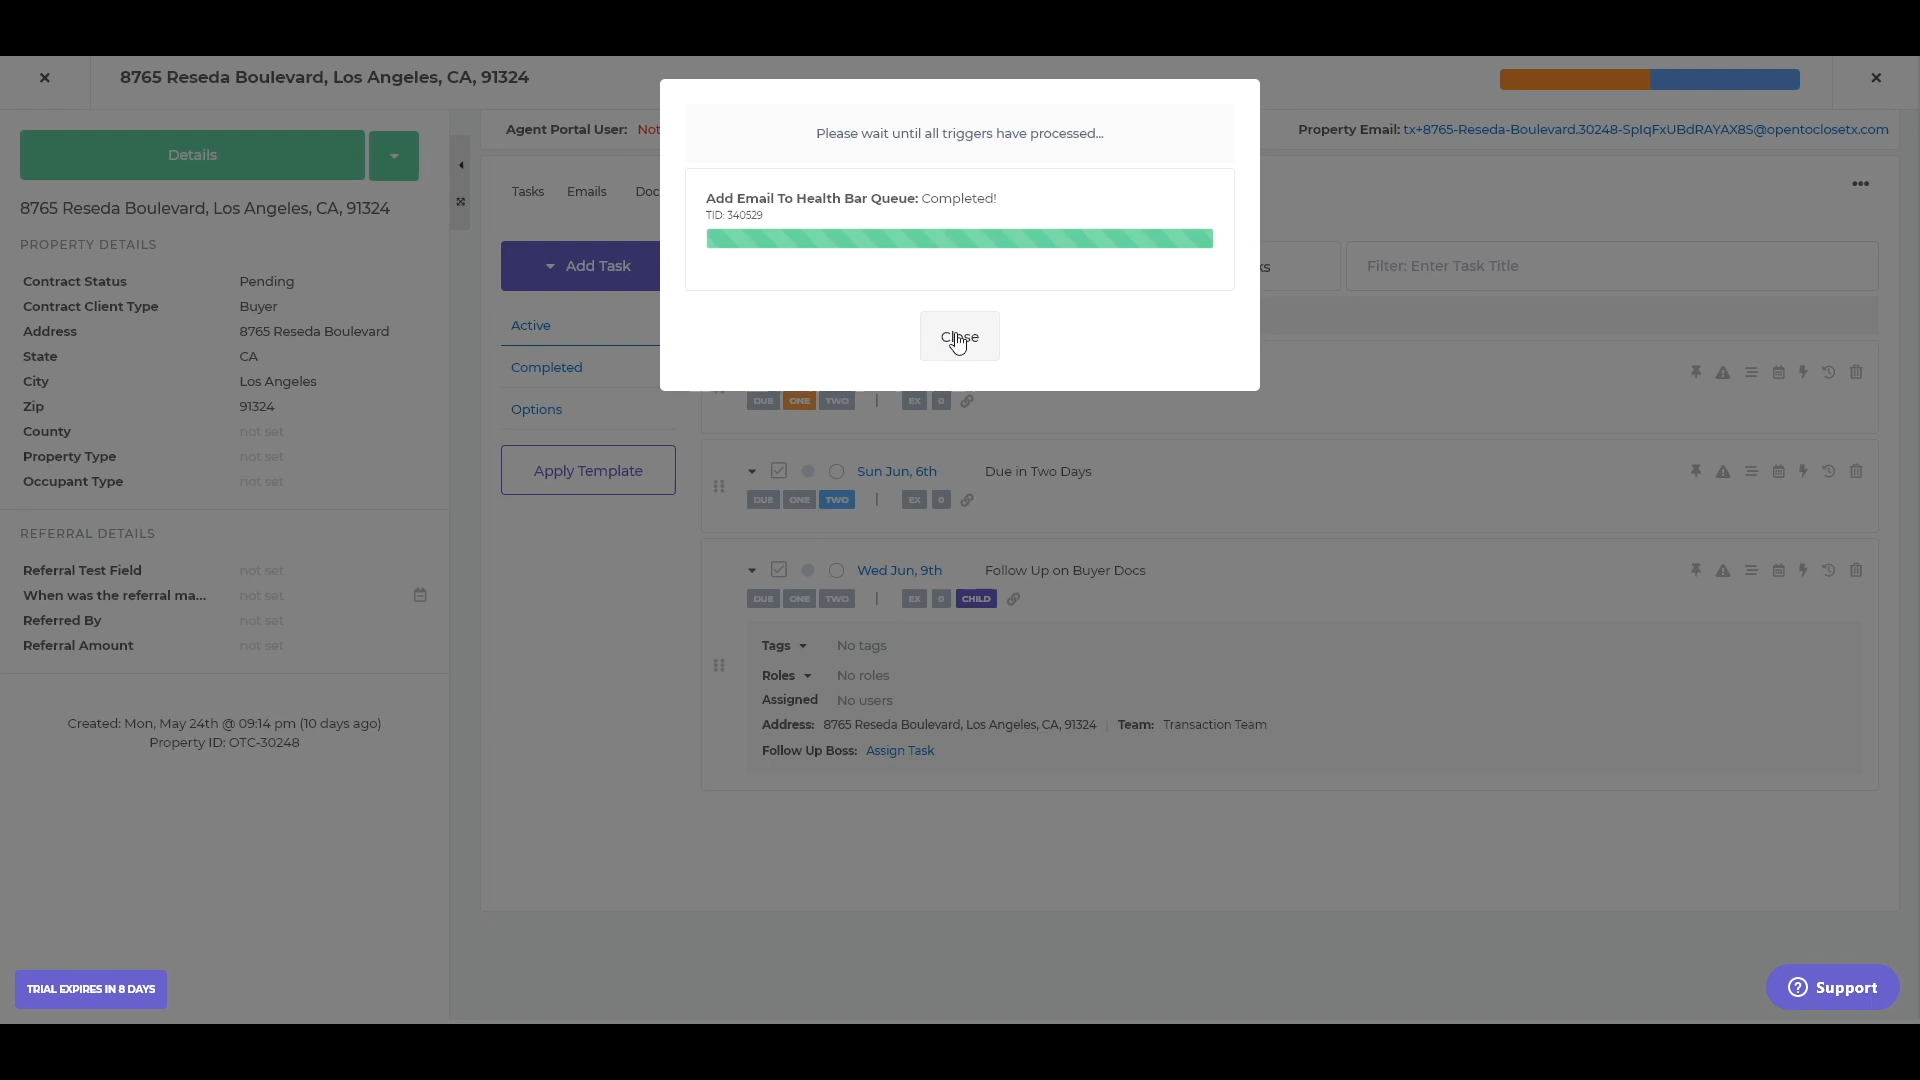 8765 Reseda Boulevard, Los Angeles, CA, 91324
Details
8765 Reseda Boulevard, Los Angeles, CA, 91324
PROPERTY DETAILS
Contract Status Pending
Contract Client Type Buyer
Address 8765 Reseda Boulevard
State CA
City Los Angeles
Zip 91324
County not set
Property Type not set
Occupant Type not set
REFERRAL DETAILS
Referral Test Field not set
When was the referral ma... not set
Referred By not set
Referral Amount not set
Created: Mon, May 24th @ 09:14 pm (10 days ago)
Property ID: OTC-30248
TRIAL EXPIRES IN 8 DAYS
Agent Portal User: Not
Property Email: tx+8765-Reseda-Boulevard.30248-SpIqFxUBdRAYAX8S@opentoclosetx.com
Tasks Emails Doc
Add Task
ks
Filter: Enter Task Title
Active
Completed
Options
Apply Template
Please wait until all triggers have processed...
Add Email To Health Bar Queue: Completed!
TID: 340529
Close
DUE ONE TWO | EX 0
Sun Jun, 6th Due in Two Days
DUE ONE TWO | EX 0
Wed Jun, 9th Follow Up on Buyer Docs
DUE ONE TWO | EX 0 CHILD
Tags No tags
Roles No roles
Assigned No users
Address: 8765 Reseda Boulevard, Los Angeles, CA, 91324 | Team: Transaction Team
Follow Up Boss: Assign Task
Support